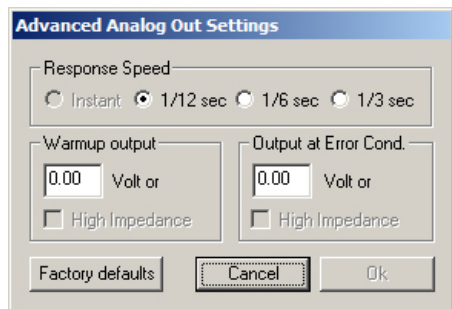 Advanced Analog Out Settings
Response Speed
Instant 1/12 sec 1/6 sec 1/3 sec
Warmup output
0.00 Volt or
High Impedance
Output at Error Cond.
0.00 Volt or
High Impedance
Factory defaults Cancel Ok